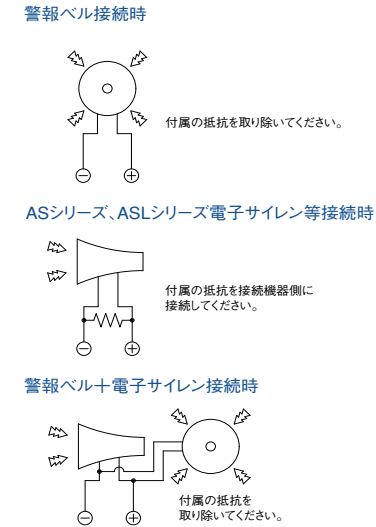 警報ベル接続時
付属の抵抗を取り除いてください。
⊖ ⊕
ASシリーズ、ASLシリーズ電子サイレン等接続時
付属の抵抗を接続機器側に
接続してください。
⊖ ⊕
警報ベル＋電子サイレン接続時
付属の抵抗を
取り除いてください。
⊖ ⊕